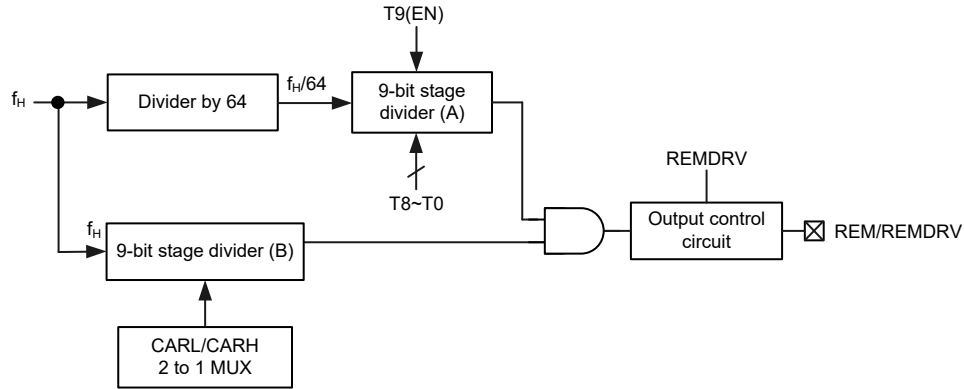 T9(EN)
fH
Divider by 64
fH/64
9-bit stage
divider (A)
T8~T0
REMDRV
Output control
circuit
REM/REMDRV
fH
9-bit stage divider (B)
CARL/CARH
2 to 1 MUX